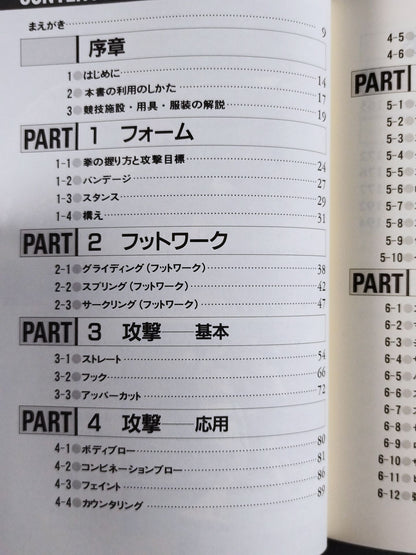 CONTENTS
まえがき 9
序章
1 はじめに 14
2 本書の利用のしかた 17
3 競技施設・用具・服装の解説 19
PART 1 フォーム
1-1 拳の握り方と攻撃目標 24
1-2 バンデージ 27
1-3 スタンス 29
1-4 構え 31
PART 2 フットワーク
2-1 グライディング(フットワーク) 38
2-2 スプリング(フットワーク) 42
2-3 サークリング(フットワーク) 47
PART 3 攻撃──基本
3-1 ストレート 54
3-2 フック 66
3-3 アッパーカット 72
PART 4 攻撃──応用
4-1 ボディブロー 80
4-2 コンビネーションブロー 81
4-3 フェイント 86
4-4 カウンタリング 89
4-5
4-6
PART
5-1
5-2
5-3
5-4
5-5
5-6
5-7
5-8
5-9
5-10
PART
6-1
6-2
6-3
6-4
6-5
6-6
6-7
6-8
6-9
6-10
6-11
6-12